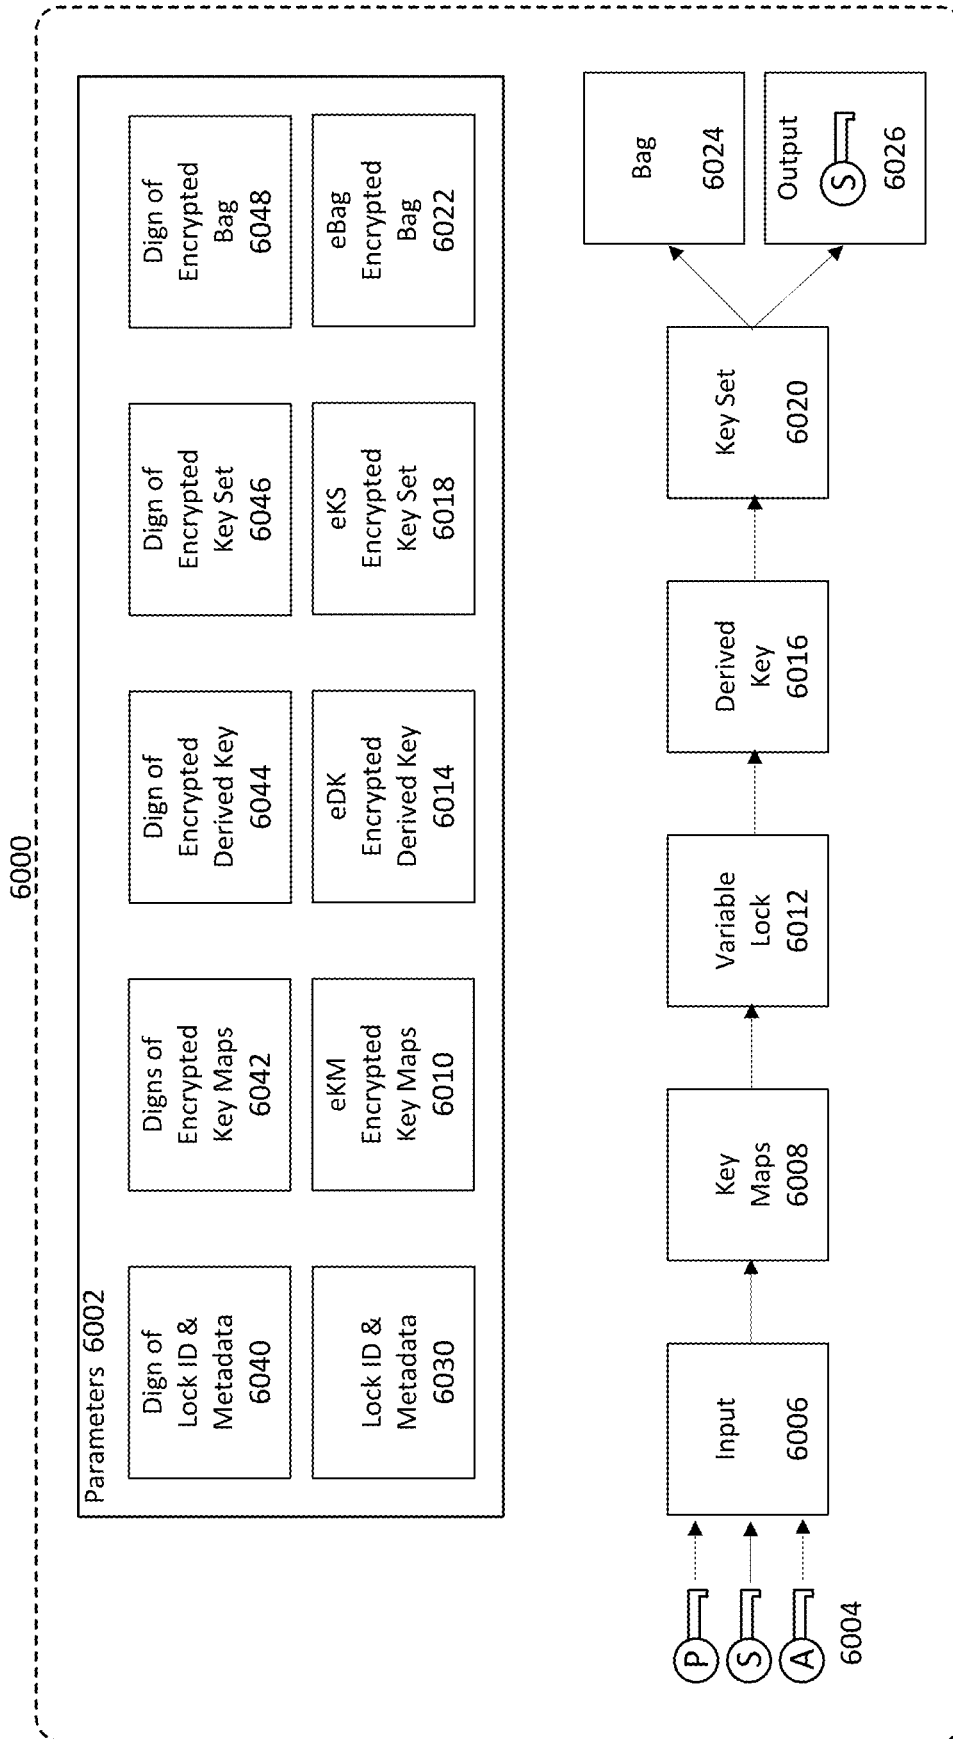 6000
Parameters 6002
Dign of
Lock ID &
Metadata
6040
Digns of
Encrypted
Key Maps
6042
Dign of
Encrypted
Derived Key
6044
Dign of
Encrypted
Key Set
6046
Dign of
Encrypted
Bag
6048
Lock ID &
Metadata
6030
eKM
Encrypted
Key Maps
6010
eDK
Encrypted
Derived Key
6014
eKS
Encrypted
Key Set
6018
eBag
Encrypted
Bag
6022
P
S
A
6004
Input
6006
Key
Maps
6008
Variable
Lock
6012
Derived
Key
6016
Key Set
6020
Bag
6024
Output
S
6026